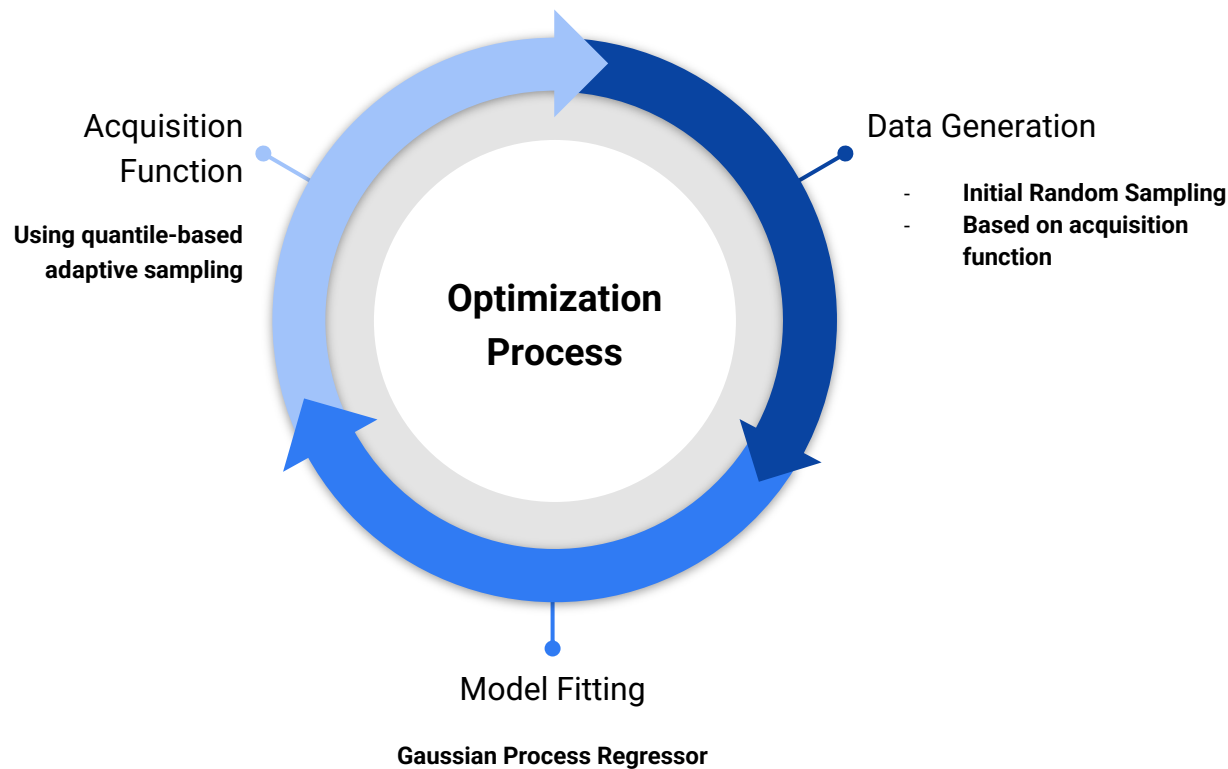 Acquisition
Function
Using quantile-based
adaptive sampling
Optimization
Process
Data Generation
- Initial Random Sampling
- Based on acquisition
function
Model Fitting
Gaussian Process Regressor